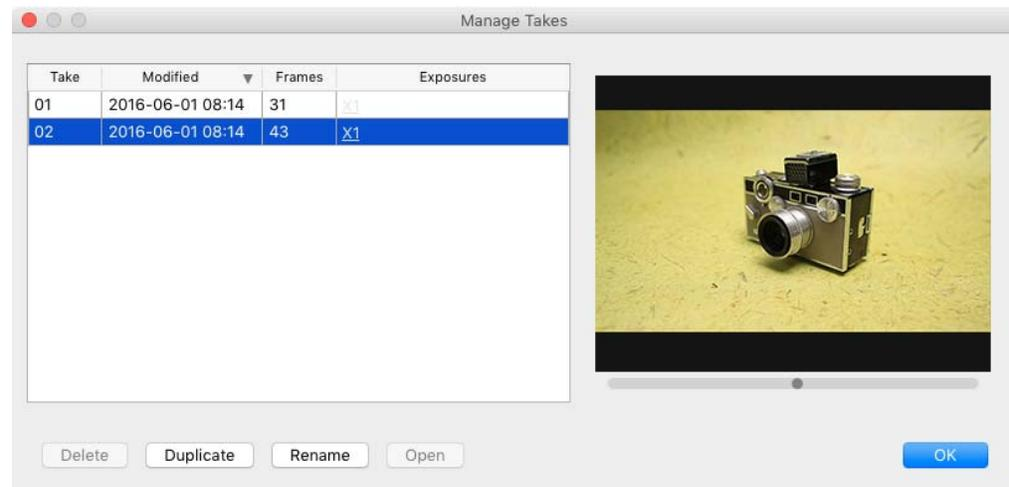 Manage Takes
Take Modified Frames Exposures
01 2016-06-01 08:14 31 X1
02 2016-06-01 08:14 43 X1
Delete Duplicate Rename Open OK